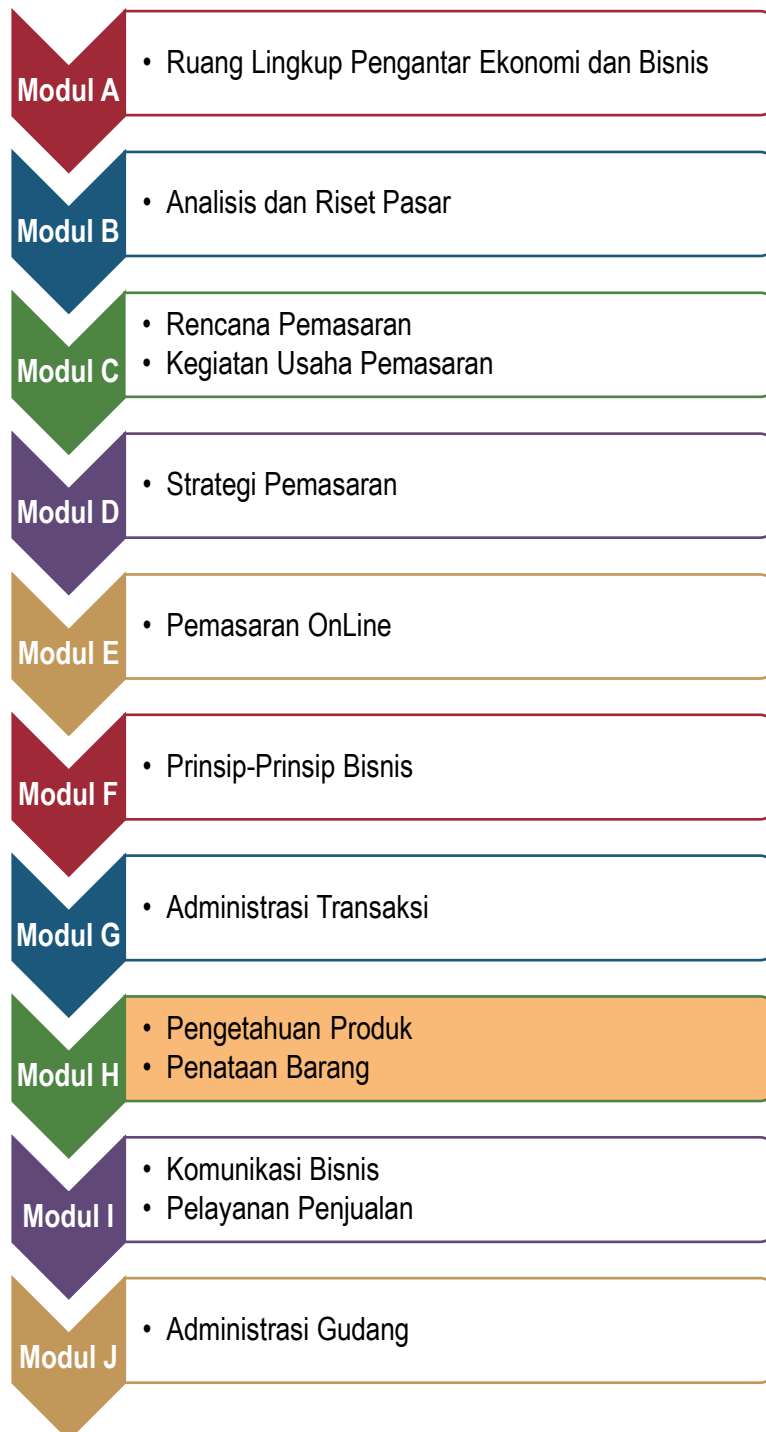 Modul A
• Ruang Lingkup Pengantar Ekonomi dan Bisnis
Modul B
• Analisis dan Riset Pasar
Modul C
• Rencana Pemasaran
• Kegiatan Usaha Pemasaran
Modul D
• Strategi Pemasaran
Modul E
• Pemasaran OnLine
Modul F
• Prinsip-Prinsip Bisnis
Modul G
• Administrasi Transaksi
Modul H
• Pengetahuan Produk
• Penataan Barang
Modul I
• Komunikasi Bisnis
• Pelayanan Penjualan
Modul J
• Administrasi Gudang